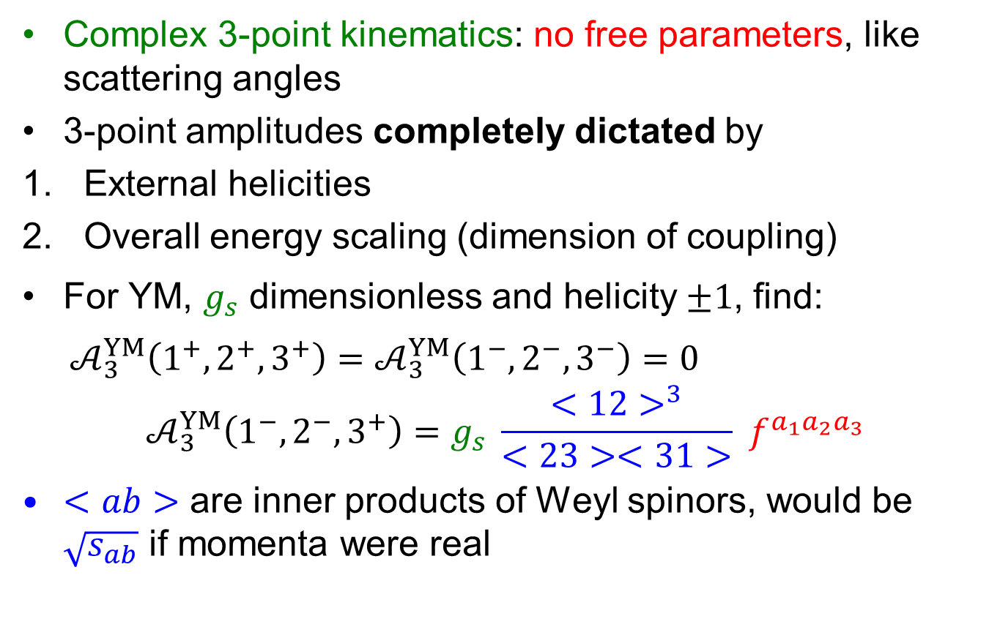 • Complex 3-point kinematics: no free parameters, like
scattering angles
• 3-point amplitudes completely dictated by
1. External helicities
2. Overall energy scaling (dimension of coupling)
• For YM, $g_s$ dimensionless and helicity ±1, find:
$\mathcal{A}_3^{\mathrm{YM}}(1^+, 2^+, 3^+) = \mathcal{A}_3^{\mathrm{YM}}(1^-, 2^-, 3^-) = 0$
$\mathcal{A}_3^{\mathrm{YM}}(1^-, 2^-, 3^+) = g_s \frac{<12>^3}{<23><31>} f^{a_1 a_2 a_3}$
• $<ab>$ are inner products of Weyl spinors, would be
$\sqrt{s_{ab}}$ if momenta were real